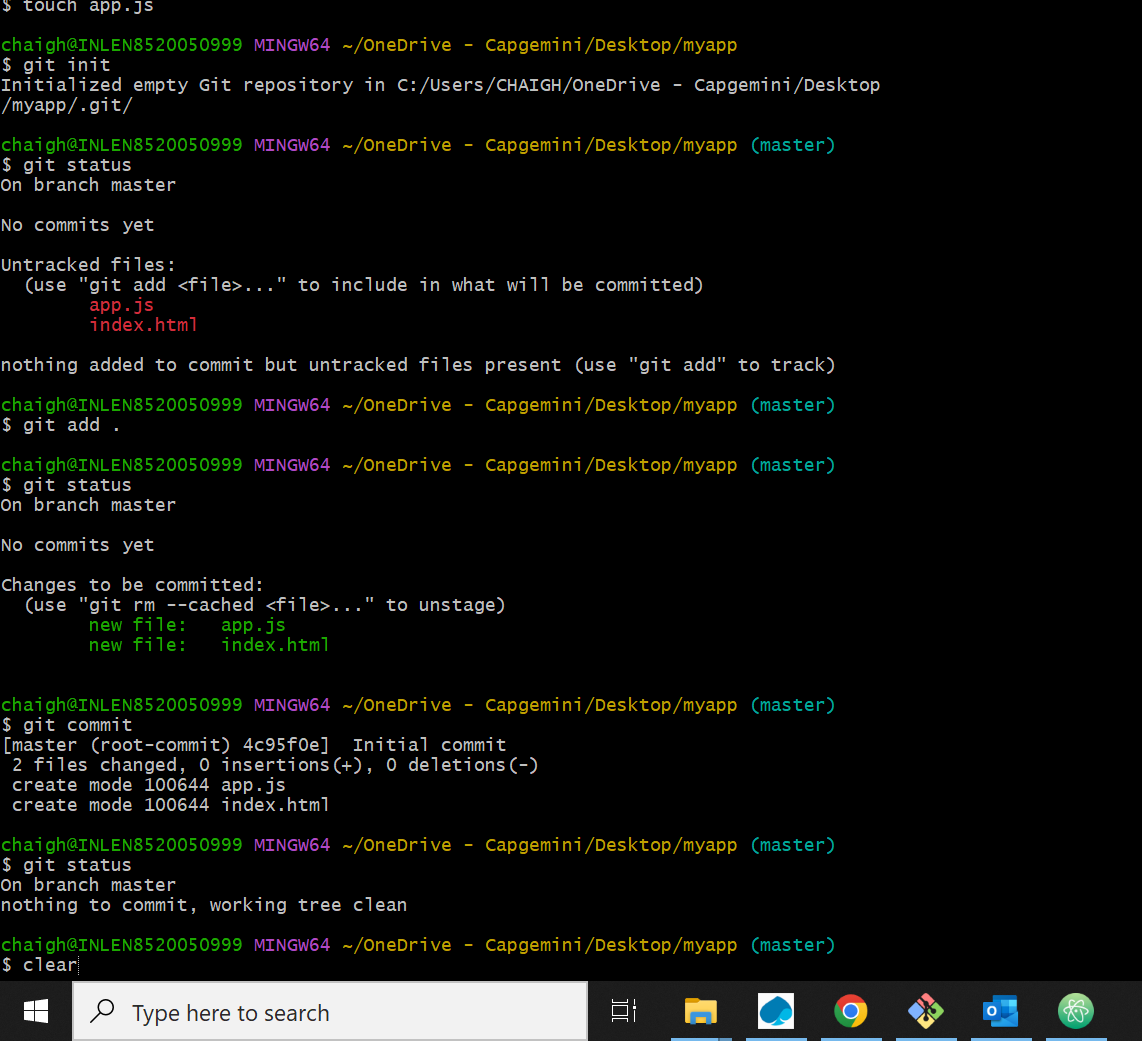 $ touch app.js
chaigh@INLEN8520050999 MINGW64 ~/OneDrive - Capgemini/Desktop/myapp
$ git init
Initialized empty Git repository in C:/Users/CHAIGH/OneDrive - Capgemini/Desktop
/myapp/.git/
chaigh@INLEN8520050999 MINGW64 ~/OneDrive - Capgemini/Desktop/myapp (master)
$ git status
On branch master
No commits yet
Untracked files:
  (use "git add <file>..." to include in what will be committed)
        app.js
        index.html
nothing added to commit but untracked files present (use "git add" to track)
chaigh@INLEN8520050999 MINGW64 ~/OneDrive - Capgemini/Desktop/myapp (master)
$ git add .
chaigh@INLEN8520050999 MINGW64 ~/OneDrive - Capgemini/Desktop/myapp (master)
$ git status
On branch master
No commits yet
Changes to be committed:
  (use "git rm --cached <file>..." to unstage)
        new file:   app.js
        new file:   index.html
chaigh@INLEN8520050999 MINGW64 ~/OneDrive - Capgemini/Desktop/myapp (master)
$ git commit
[master (root-commit) 4c95f0e]  Initial commit
 2 files changed, 0 insertions(+), 0 deletions(-)
 create mode 100644 app.js
 create mode 100644 index.html
chaigh@INLEN8520050999 MINGW64 ~/OneDrive - Capgemini/Desktop/myapp (master)
$ git status
On branch master
nothing to commit, working tree clean
chaigh@INLEN8520050999 MINGW64 ~/OneDrive - Capgemini/Desktop/myapp (master)
$ clear
Type here to search